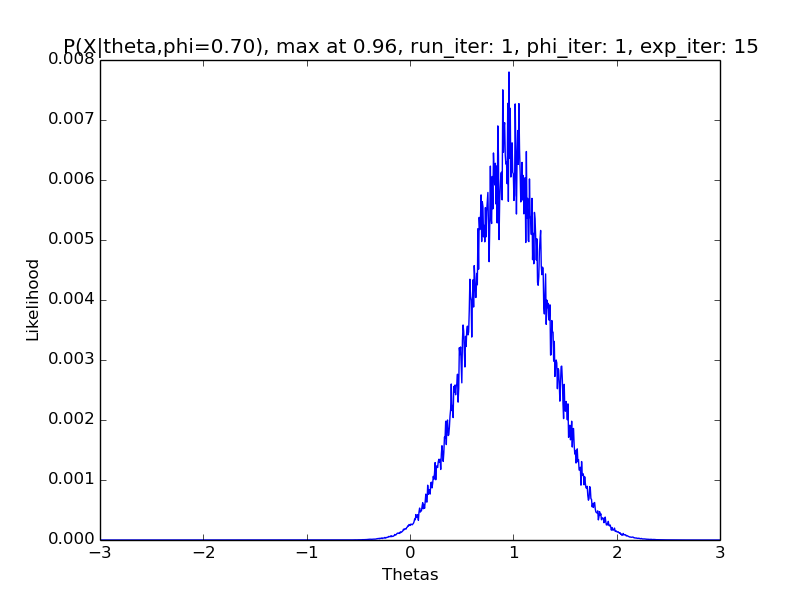 P(X|theta,phi=0.70), max at 0.96, run_iter: 1, phi_iter: 1, exp_iter: 15
0.008
0.007
0.006
0.005
0.004
0.003
0.002
0.001
0.000
Likelihood
−3 −2 −1 0 1 2 3
Thetas